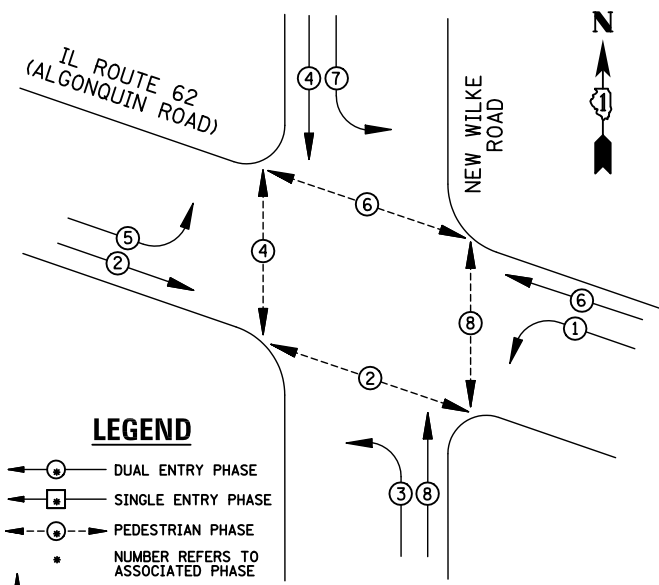 IL ROUTE 62
(ALGONQUIN ROAD)
4
7
NEW WILKE
ROAD
N
1
6
5
2
4
6
1
8
2
3
8
LEGEND
* DUAL ENTRY PHASE
* SINGLE ENTRY PHASE
* PEDESTRIAN PHASE
* NUMBER REFERS TO
ASSOCIATED PHASE